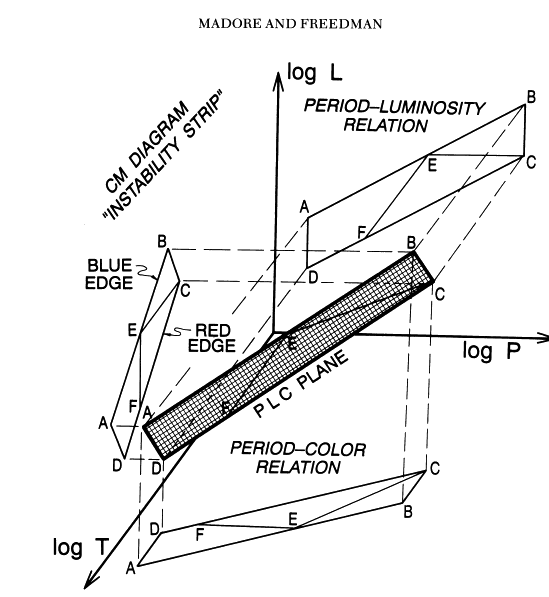 MADORE AND FREEDMAN
log L
PERIOD–LUMINOSITY
RELATION
B
C
E
A
F
D
CM DIAGRAM
"INSTABILITY STRIP"
B
BLUE
EDGE
C
E
RED
EDGE
F
A
D
B
C
E
A
F
D
PLC PLANE
log P
PERIOD–COLOR
RELATION
C
B
D
F
E
A
log T